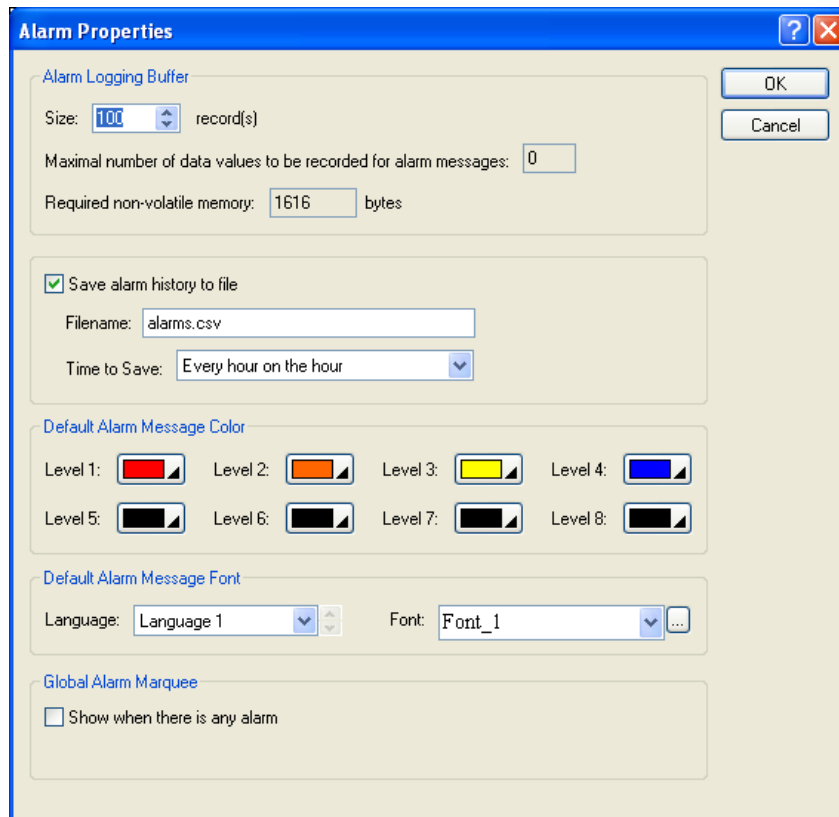 Alarm Properties
OK
Cancel
Alarm Logging Buffer
Size: 100 record(s)
Maximal number of data values to be recorded for alarm messages: 0
Required non-volatile memory: 1616 bytes
Save alarm history to file
Filename: alarms.csv
Time to Save: Every hour on the hour
Default Alarm Message Color
Level 1: Level 2: Level 3: Level 4:
Level 5: Level 6: Level 7: Level 8:
Default Alarm Message Font
Language: Language 1 Font: Font_1 ...
Global Alarm Marquee
Show when there is any alarm